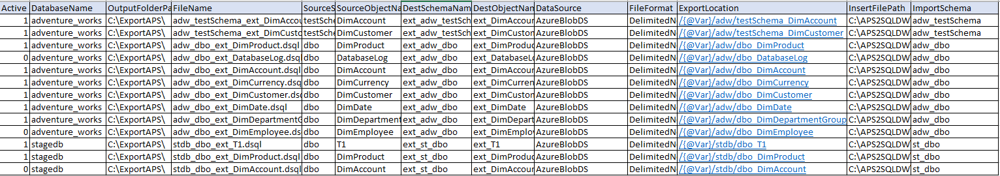 Active DatabaseName OutputFolderPa FileName SourceS SourceObjectNa DestSchemaNam DestObjectNam DataSource FileFormat ExportLocation InsertFilePath ImportSchema
1 adventure_works C:\ExportAPS\ adw_testSchema_ext_DimAccou testSche DimAccount ext_adw_testSch ext_DimAccour AzureBlobDS DelimitedN /{@Var}/adw/testSchema_DimAccount C:\APS2SQLDW adw_testSchema
1 adventure_works C:\ExportAPS\ adw_testSchema_ext_DimCusto testSche DimCustomer ext_adw_testSch ext_DimCustor AzureBlobDS DelimitedN /{@Var}/adw/testSchema_DimCustomer C:\APS2SQLDW adw_testSchema
1 adventure_works C:\ExportAPS\ adw_dbo_ext_DimProduct.dsql dbo DimProduct ext_adw_dbo ext_DimProduc AzureBlobDS DelimitedN /{@Var}/adw/dbo_DimProduct C:\APS2SQLDW adw_dbo
0 adventure_works C:\ExportAPS\ adw_dbo_ext_DatabaseLog.dsql dbo DatabaseLog ext_adw_dbo ext_DatabaseL AzureBlobDS DelimitedN /{@Var}/adw/dbo_DatabaseLog C:\APS2SQLDW adw_dbo
1 adventure_works C:\ExportAPS\ adw_dbo_ext_DimAccount.dsql dbo DimAccount ext_adw_dbo ext_DimAccour AzureBlobDS DelimitedN /{@Var}/adw/dbo_DimAccount C:\APS2SQLDW adw_dbo
1 adventure_works C:\ExportAPS\ adw_dbo_ext_DimCurrency.dsq dbo DimCurrency ext_adw_dbo ext_DimCurren AzureBlobDS DelimitedN /{@Var}/adw/dbo_DimCurrency C:\APS2SQLDW adw_dbo
1 adventure_works C:\ExportAPS\ adw_dbo_ext_DimCustomer.dsc dbo DimCustomer ext_adw_dbo ext_DimCustor AzureBlobDS DelimitedN /{@Var}/adw/dbo_DimCustomer C:\APS2SQLDW adw_dbo
1 adventure_works C:\ExportAPS\ adw_dbo_ext_DimDate.dsql dbo DimDate ext_adw_dbo ext_DimDate AzureBlobDS DelimitedN /{@Var}/adw/dbo_DimDate C:\APS2SQLDW adw_dbo
1 adventure_works C:\ExportAPS\ adw_dbo_ext_DimDepartmentG dbo DimDepartment ext_adw_dbo ext_DimDepart AzureBlobDS DelimitedN /{@Var}/adw/dbo_DimDepartmentGroup C:\APS2SQLDW adw_dbo
0 adventure_works C:\ExportAPS\ adw_dbo_ext_DimEmployee.ds dbo DimEmployee ext_adw_dbo ext_DimEmplo AzureBlobDS DelimitedN /{@Var}/adw/dbo_DimEmployee C:\APS2SQLDW adw_dbo
1 stagedb C:\ExportAPS\ stdb_dbo_ext_T1.dsql dbo T1 ext_st_dbo ext_T1 AzureBlobDS DelimitedN /{@Var}/stdb/dbo_T1 C:\APS2SQLDW st_dbo
1 stagedb C:\ExportAPS\ stdb_dbo_ext_DimProduct.dsql dbo DimProduct ext_st_dbo ext_DimProduc AzureBlobDS DelimitedN /{@Var}/stdb/dbo_DimProduct C:\APS2SQLDW st_dbo
0 stagedb C:\ExportAPS\ stdb_dbo_ext_DimAccount.dsql dbo DimAccount ext_st_dbo ext_DimAccour AzureBlobDS DelimitedN /{@Var}/stdb/dbo_DimAccount C:\APS2SQLDW st_dbo